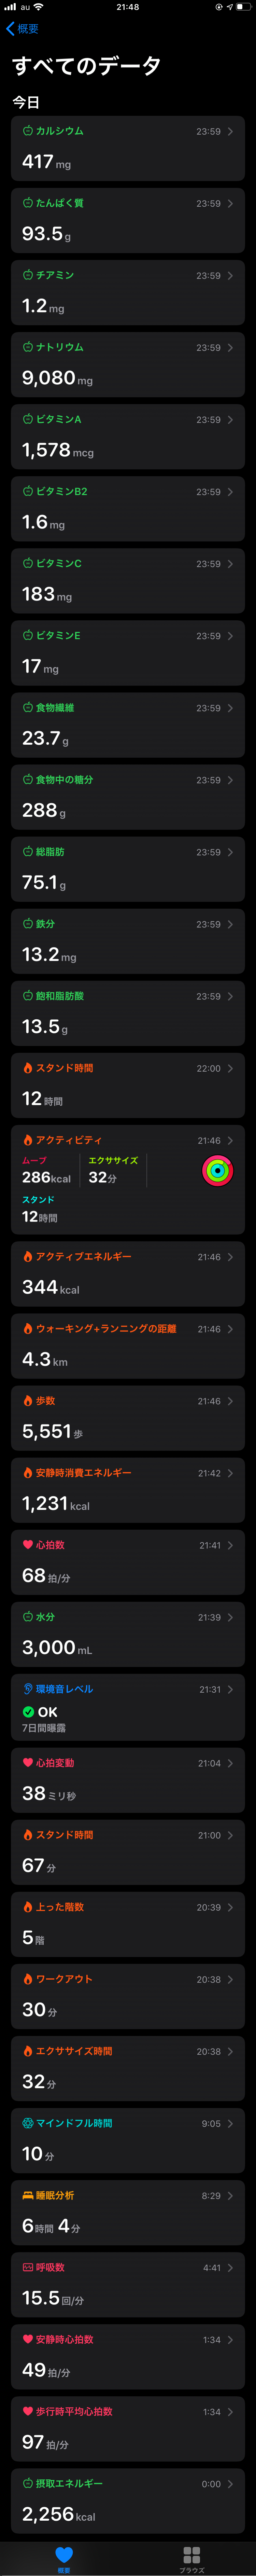 au 21:48
概要
すべてのデータ
今日
カルシウム 23:59
417 mg
たんぱく質 23:59
93.5 g
チアミン 23:59
1.2 mg
ナトリウム 23:59
9,080 mg
ビタミンA 23:59
1,578 mcg
ビタミンB2 23:59
1.6 mg
ビタミンC 23:59
183 mg
ビタミンE 23:59
17 mg
食物繊維 23:59
23.7 g
食物中の糖分 23:59
288 g
総脂肪 23:59
75.1 g
鉄分 23:59
13.2 mg
飽和脂肪酸 23:59
13.5 g
スタンド時間 22:00
12 時間
アクティビティ 21:46
ムーブ エクササイズ
286kcal 32分
スタンド
12時間
アクティブエネルギー 21:46
344 kcal
ウォーキング+ランニングの距離 21:46
4.3 km
歩数 21:46
5,551 歩
安静時消費エネルギー 21:42
1,231 kcal
心拍数 21:41
68 拍/分
水分 21:39
3,000 mL
環境音レベル 21:31
OK
7日間曝露
心拍変動 21:04
38 ミリ秒
スタンド時間 21:00
67 分
上った階数 20:39
5 階
ワークアウト 20:38
30 分
エクササイズ時間 20:38
32 分
マインドフル時間 9:05
10 分
睡眠分析 8:29
6 時間 4 分
呼吸数 4:41
15.5 回/分
安静時心拍数 1:34
49 拍/分
歩行時平均心拍数 1:34
97 拍/分
摂取エネルギー 0:00
2,256 kcal
概要 ブラウズ